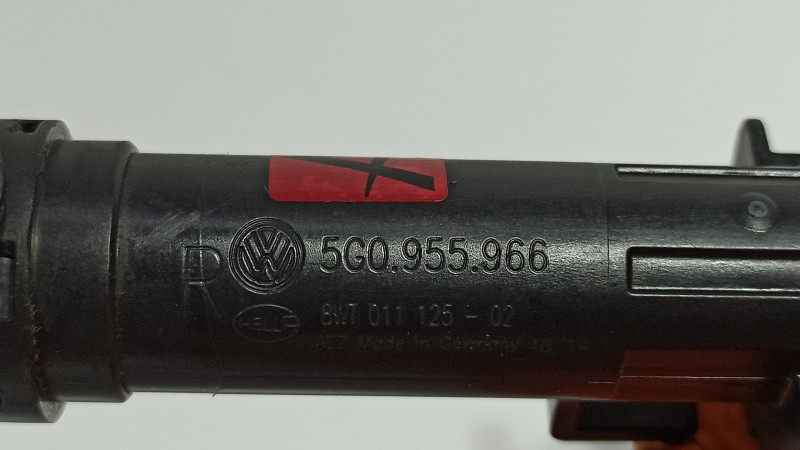 R 5G0.955.966
HELLA 8WT 011 125 - 02
Made in Germany